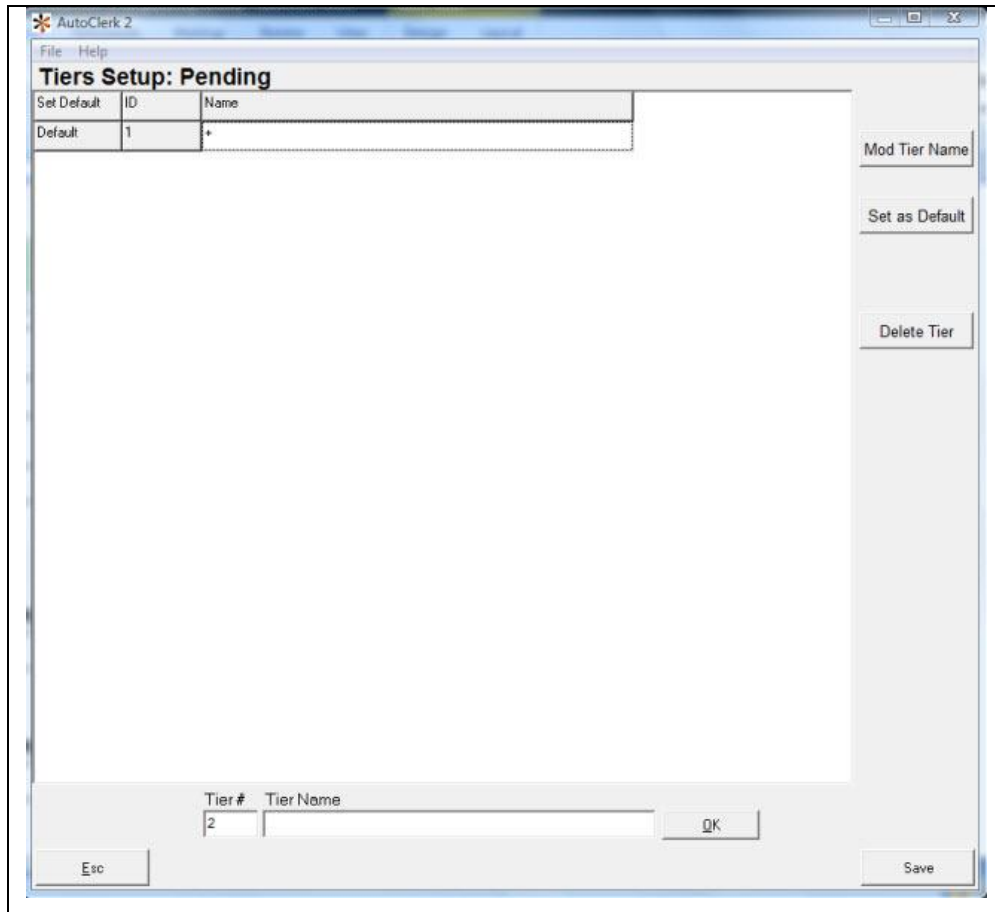 AutoClerk 2
File Help
Tiers Setup: Pending
Set Default ID Name
Default 1 +
Mod Tier Name
Set as Default
Delete Tier
Tier # Tier Name
2
OK
Esc
Save